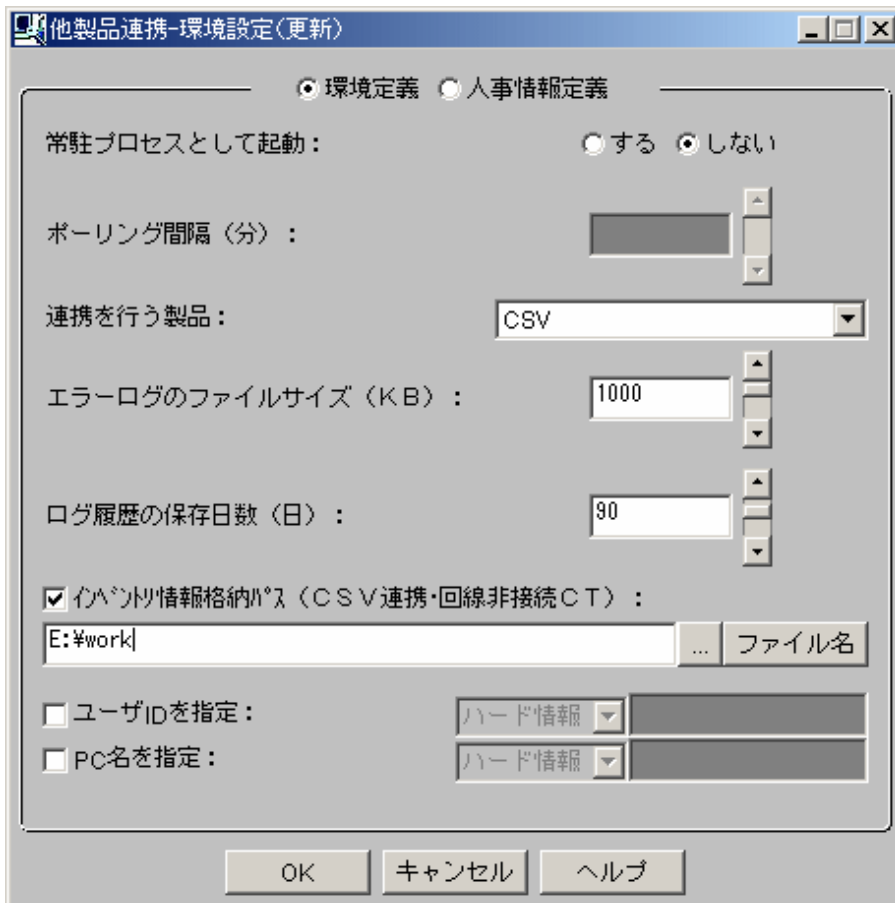 他製品連携-環境設定(更新)
環境定義 人事情報定義
常駐プロセスとして起動： する しない
ポーリング間隔（分）：
連携を行う製品： CSV
エラーログのファイルサイズ（ＫＢ）： 1000
ログ履歴の保存日数（日）： 90
ｲﾝﾍﾞﾝﾄﾘ情報格納ﾊﾟｽ（ＣＳＶ連携･回線非接続ＣＴ）：
E:¥work ... ファイル名
ユーザIDを指定： ハード情報
PC名を指定： ハード情報
OK キャンセル ヘルプ